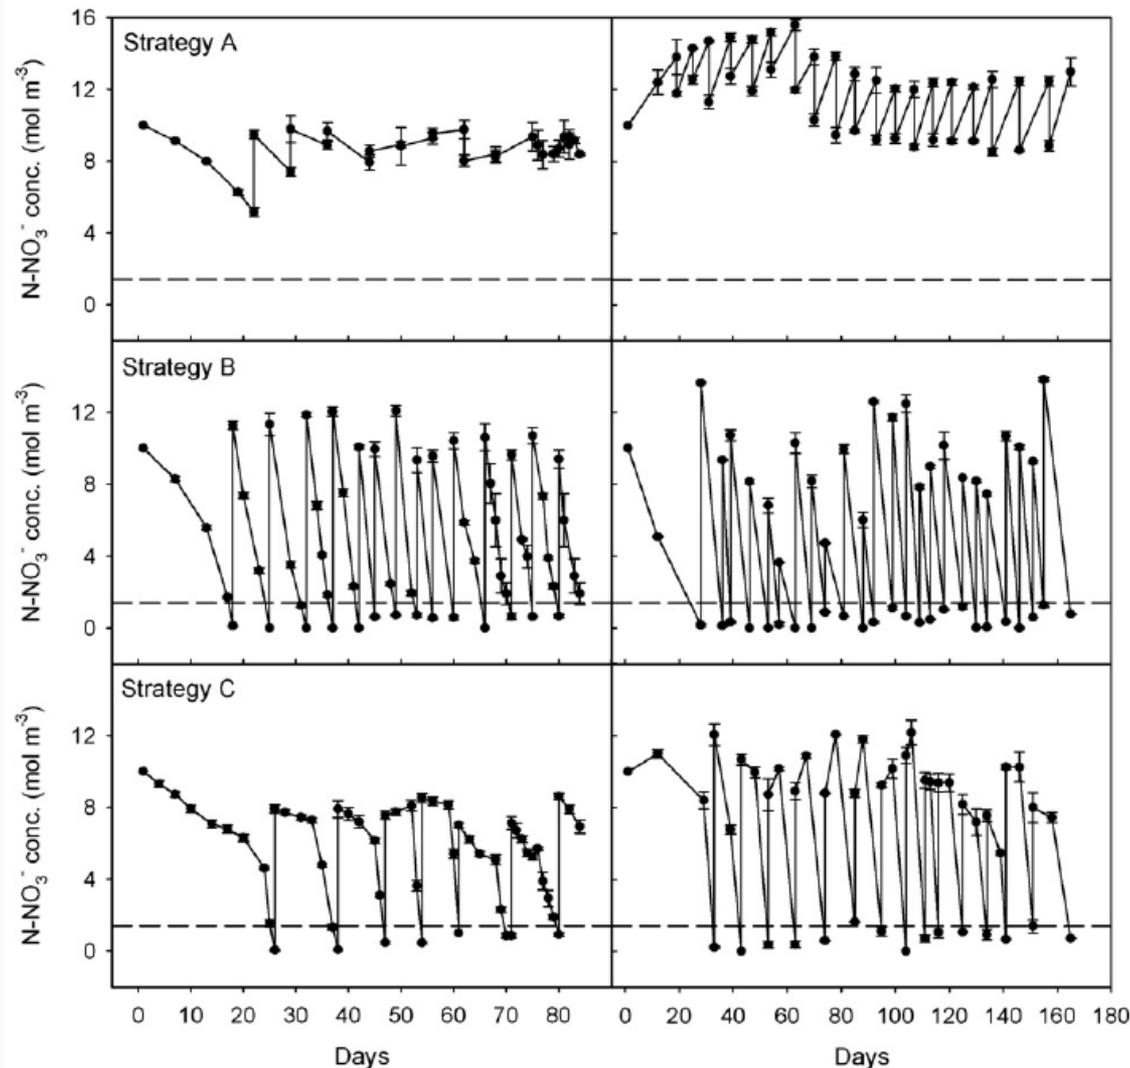 16
Strategy A
12
8
4
0
N-NO3⁻ conc. (mol m⁻³)
Strategy B
12
8
4
0
N-NO3⁻ conc. (mol m⁻³)
Strategy C
12
8
4
0
N-NO3⁻ conc. (mol m⁻³)
0 10 20 30 40 50 60 70 80
0 20 40 60 80 100 120 140 160 180
Days
Days